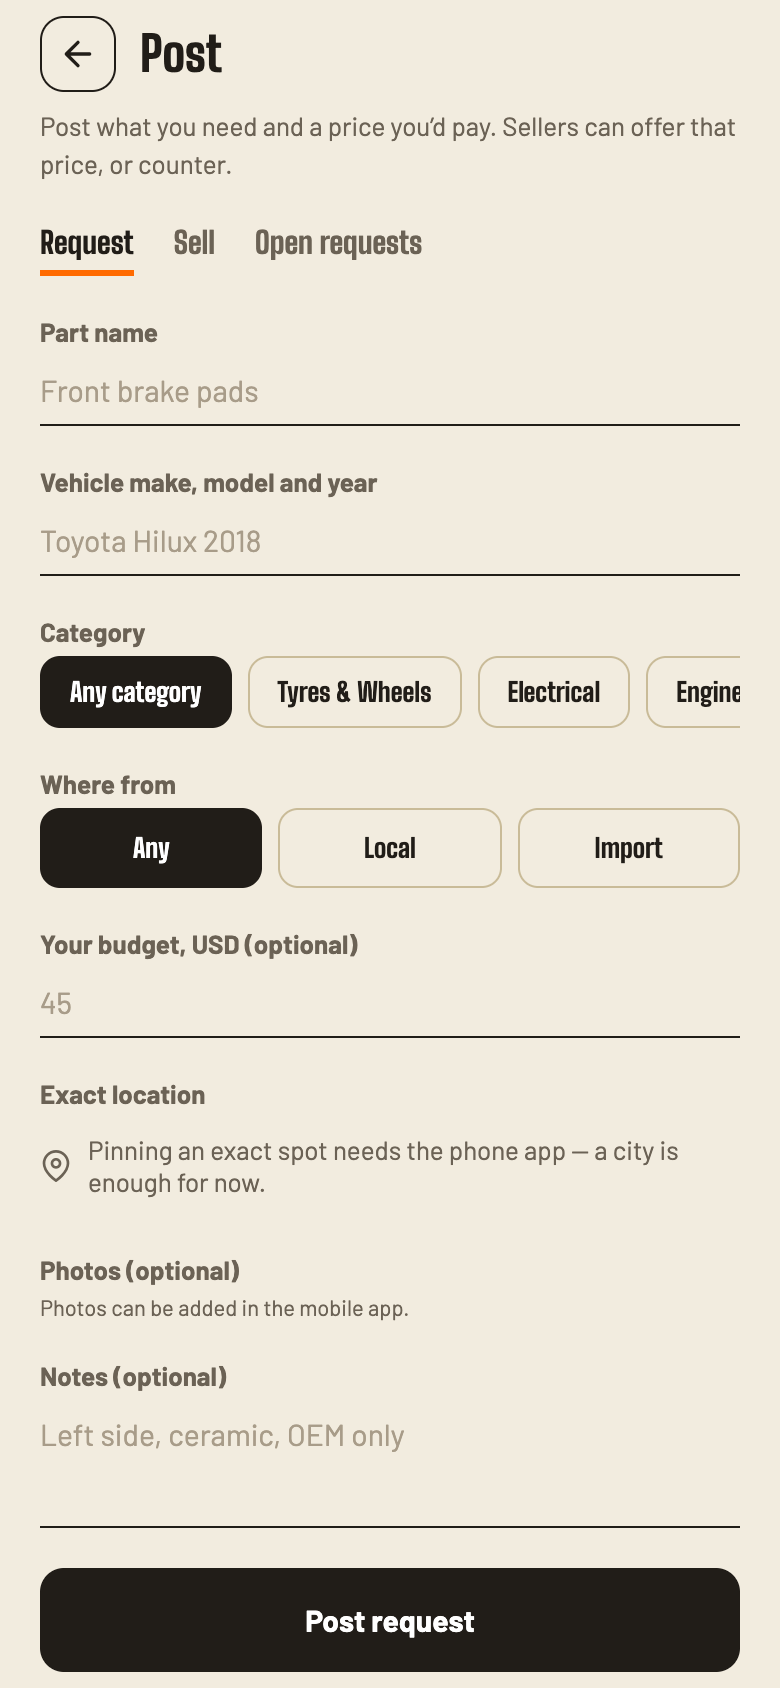 Post
Post what you need and a price you’d pay. Sellers can offer that
price, or counter.
Request Sell Open requests
Part name
Front brake pads
Vehicle make, model and year
Toyota Hilux 2018
Category
Any category Tyres & Wheels Electrical Engine
Where from
Any Local Import
Your budget, USD (optional)
45
Exact location
Pinning an exact spot needs the phone app — a city is
enough for now.
Photos (optional)
Photos can be added in the mobile app.
Notes (optional)
Left side, ceramic, OEM only
Post request